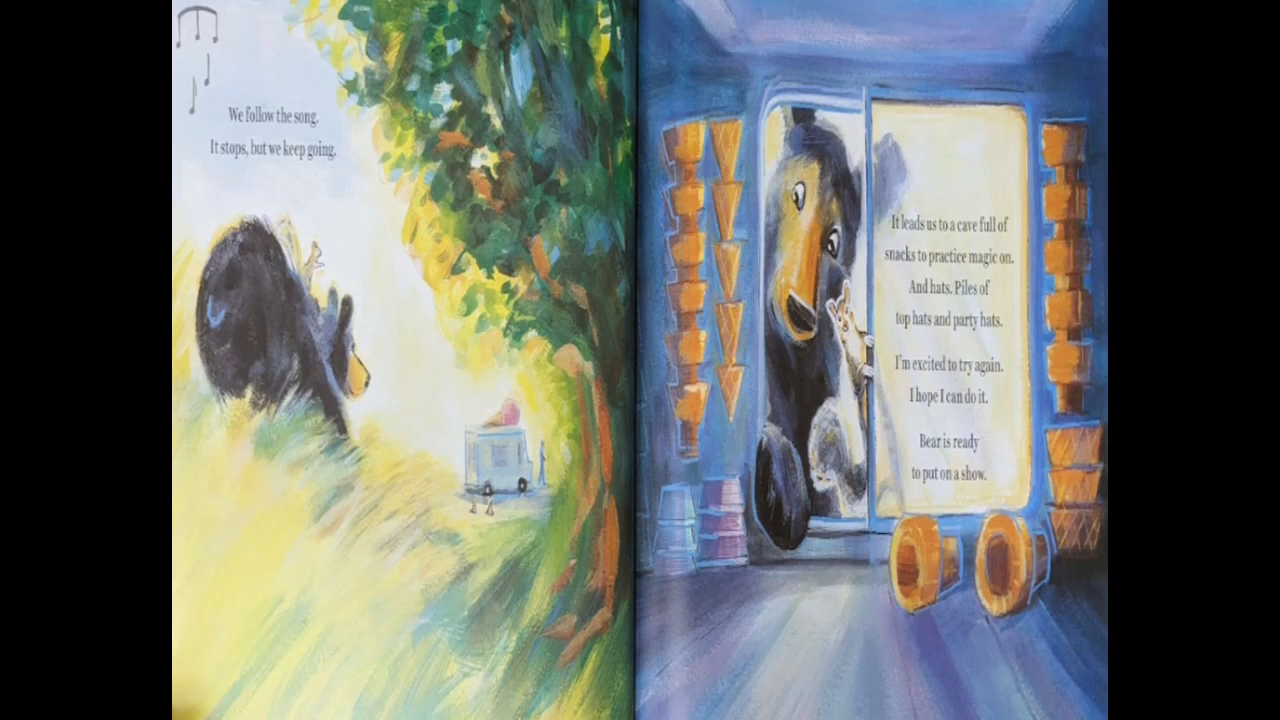 We follow the song.
It stops, but we keep going.
It leads us to a cave full of
snacks to practice magic on.
And hats. Piles of
top hats and party hats.
I'm excited to try again.
I hope I can do it.
Bear is ready
to put on a show.